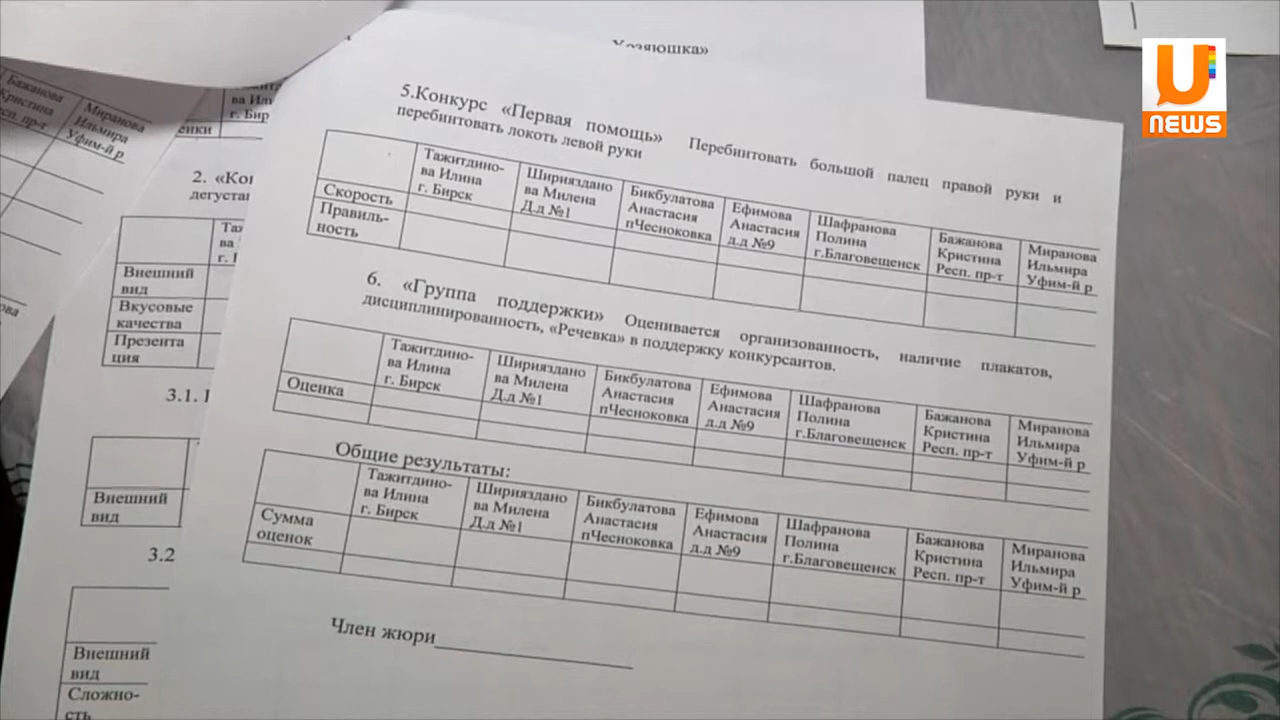 U
NEWS
5.Конкурс «Первая помощь» Перебинтовать большой палец правой руки и
перебинтовать локоть левой руки
Тажитдино-
ва Илина
г. Бирск
Ширияздано
ва Милена
Д.д №1
Бикбулатова
Анастасия
пЧесноковка
Ефимова
Анастасия
д.д №9
Шафранова
Полина
г.Благовещенск
Бажанова
Кристина
Респ. пр-т
Миранова
Ильмира
Уфим-й р
Скорость
Правиль-
ность
6. «Группа поддержки» Оценивается организованность, наличие плакатов,
дисциплинированность, «Речевка» в поддержку конкурсантов.
Тажитдино-
ва Илина
г. Бирск
Ширияздано
ва Милена
Д.д №1
Бикбулатова
Анастасия
пЧесноковка
Ефимова
Анастасия
д.д №9
Шафранова
Полина
г.Благовещенск
Бажанова
Кристина
Респ. пр-т
Миранова
Ильмира
Уфим-й р
Оценка
Общие результаты:
Тажитдино-
ва Илина
г. Бирск
Ширияздано
ва Милена
Д.д №1
Бикбулатова
Анастасия
пЧесноковка
Ефимова
Анастасия
д.д №9
Шафранова
Полина
г.Благовещенск
Бажанова
Кристина
Респ. пр-т
Миранова
Ильмира
Уфим-й р
Сумма
оценок
Член жюри
Бажанова
Кристина
Респ. пр-т
Миранова
Ильмира
Уфим-й р
2.
Внешний
вид
Вкусовые
качества
Презента
ция
3.1.
Внешний
вид
3.2
Внешний
вид
Сложно-
сть